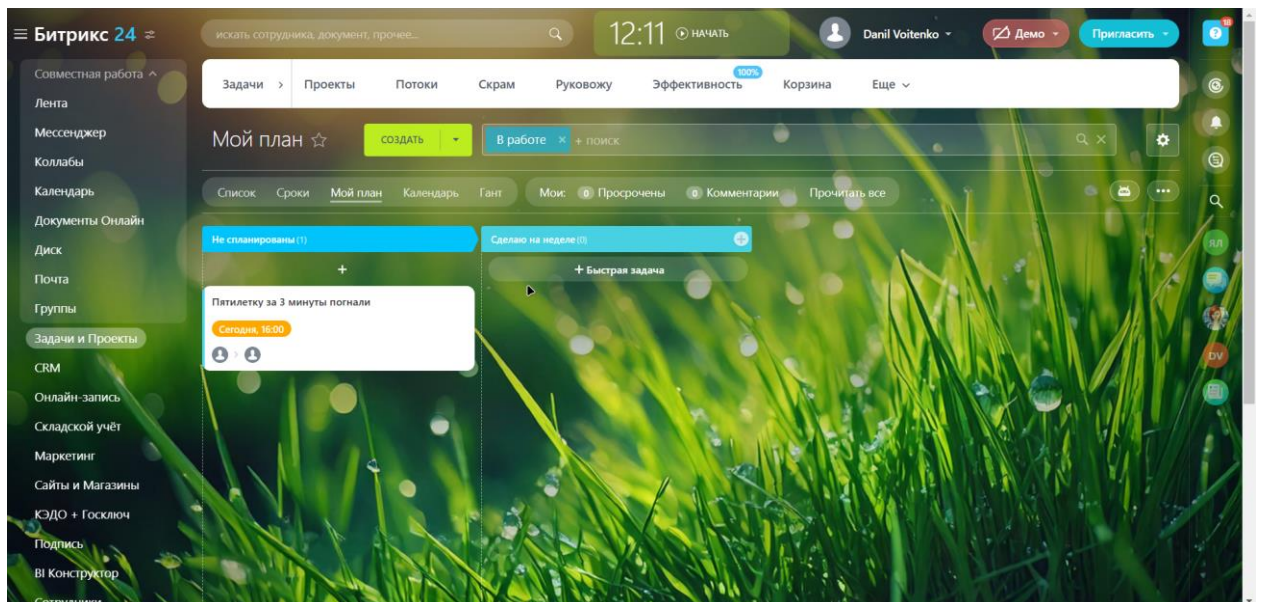 Битрикс 24
искать сотрудника, документ, прочее...
12:11 НАЧАТЬ
Danil Voitenko
Демо
Пригласить
18
Совместная работа
Лента
Мессенджер
Коллабы
Календарь
Документы Онлайн
Диск
Почта
Группы
Задачи и Проекты
CRM
Онлайн-запись
Складской учёт
Маркетинг
Сайты и Магазины
КЭДО + Госключ
Подпись
BI Конструктор
Сотрудники
Задачи Проекты Потоки Скрам Руковожу Эффективность 100% Корзина Еще
Мой план
СОЗДАТЬ
В работе × + поиск
Список Сроки Мой план Календарь Гант
Мои: 0 Просрочены 0 Комментарии Прочитать все
Не спланированы (1)
Сделаю на неделе (0)
+
+ Быстрая задача
Пятилетку за 3 минуты погнали
Сегодня, 16:00
ЯЛ
DV